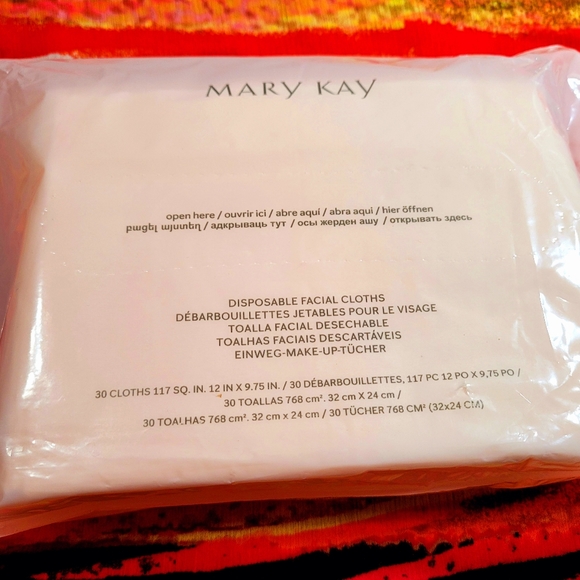 MARY KAY
open here / ouvrir ici / abre aquí / abra aqui / hier öffnen
բացել այստեղ / адкрываць тут / осы жерден ашу / открывать здесь
DISPOSABLE FACIAL CLOTHS
DÉBARBOUILLETTES JETABLES POUR LE VISAGE
TOALLA FACIAL DESECHABLE
TOALHAS FACIAIS DESCARTÁVEIS
EINWEG-MAKE-UP-TÜCHER
30 CLOTHS 117 SQ. IN. 12 IN X 9.75 IN. / 30 DÉBARBOUILLETTES, 117 PC 12 PO X 9,75 PO /
30 TOALLAS 768 cm². 32 cm X 24 cm /
30 TOALHAS 768 cm². 32 cm x 24 cm / 30 TÜCHER 768 CM² (32x24 CM)